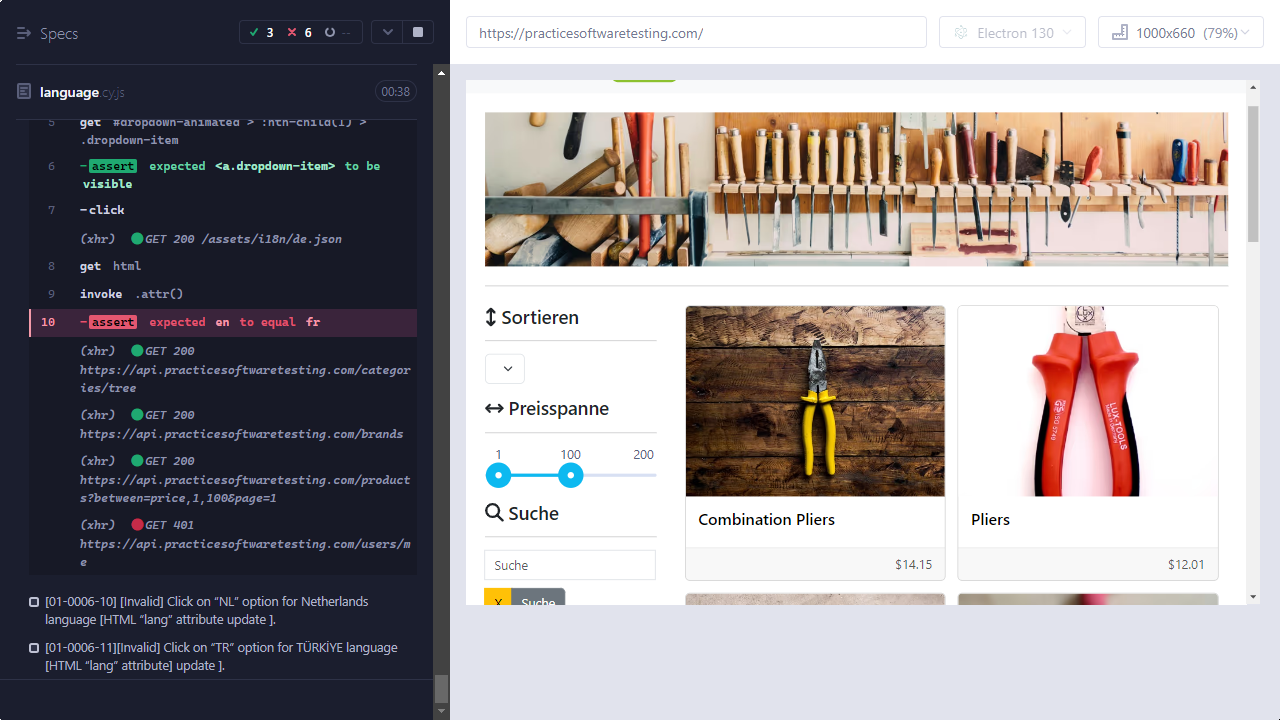 Specs
3
6
--
language.cy.js
00:38
5 get #dropdown-animated > :nth-child(1) >
.dropdown-item
6 -assert expected <a.dropdown-item> to be
visible
7 -click
(xhr) GET 200 /assets/i18n/de.json
8 get html
9 invoke .attr()
10 -assert expected en to equal fr
(xhr) GET 200
https://api.practicesoftwaretesting.com/categor
ies/tree
(xhr) GET 200
https://api.practicesoftwaretesting.com/brands
(xhr) GET 200
https://api.practicesoftwaretesting.com/product
s?between=price,1,100&page=1
(xhr) GET 401
https://api.practicesoftwaretesting.com/users/m
e
[01-0006-10] [Invalid] Click on “NL” option for Netherlands
language [HTML “lang” attribute update ].
[01-0006-11][Invalid] Click on “TR” option for TÜRKİYE language
[HTML “lang” attribute] update ].
https://practicesoftwaretesting.com/
Electron 130
1000x660 (79%)
Sortieren
Preisspanne
1 100 200
Suche
Suche
X Suche
Combination Pliers
$14.15
LUX
LUX-TOOLS
Pliers
$12.01